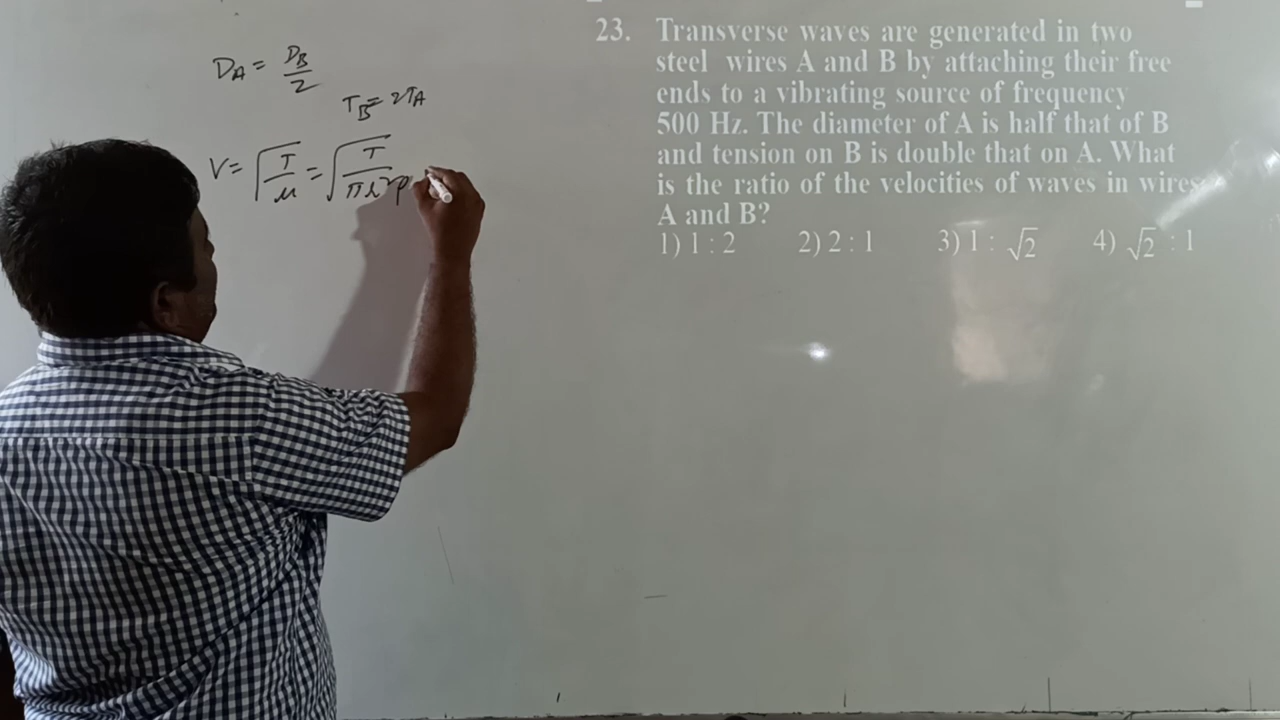 D_A = D_B/2
T_B = 2T_A
V = √(T/μ) = √(T/πr²ρ)
23. Transverse waves are generated in two
steel wires A and B by attaching their free
ends to a vibrating source of frequency
500 Hz. The diameter of A is half that of B
and tension on B is double that on A. What
is the ratio of the velocities of waves in wires
A and B?
1) 1 : 2 2) 2 : 1 3) 1 : √2 4) √2 : 1